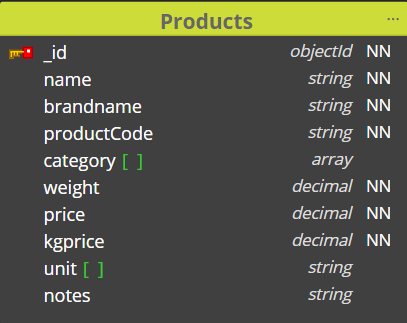 Products ...
_id objectId NN
name string NN
brandname string NN
productCode string NN
category [ ] array
weight decimal NN
price decimal NN
kgprice decimal NN
unit [ ] string
notes string